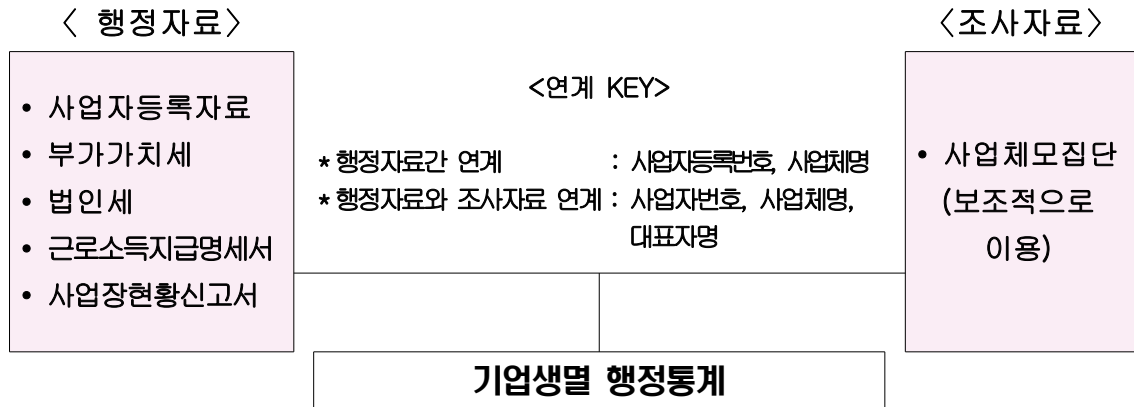 〈 행정자료〉
• 사업자등록자료
• 부가가치세
• 법인세
• 근로소득지급명세서
• 사업장현황신고서
<연계 KEY>
* 행정자료간 연계 : 사업자등록번호, 사업체명
* 행정자료와 조사자료 연계 : 사업자번호, 사업체명,
대표자명
〈조사자료〉
• 사업체모집단
(보조적으로
이용)
기업생멸 행정통계